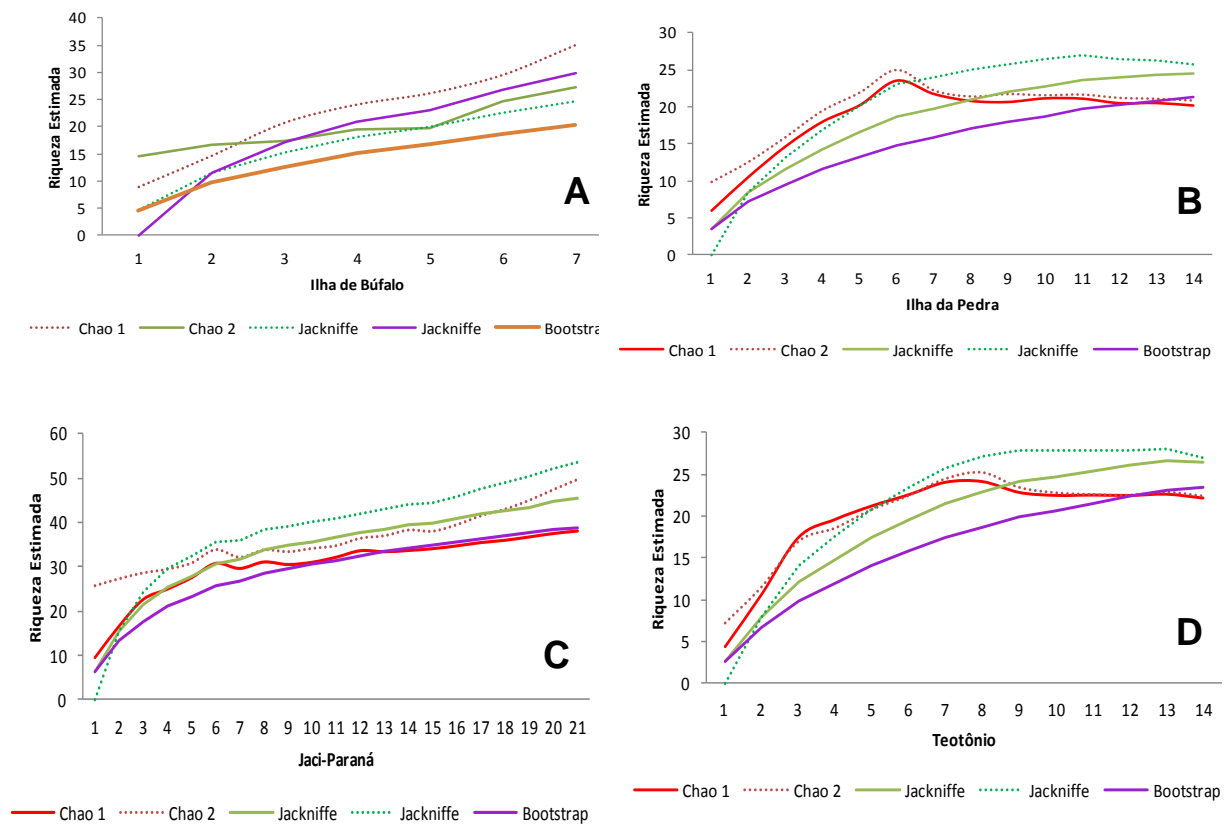 Riqueza Estimada
40
35
30
25
20
15
10
5
0
1 2 3 4 5 6 7
Ilha de Búfalo
A
Chao 1 Chao 2 Jackniffe Jackniffe Bootstra
Riqueza Estimada
30
25
20
15
10
5
0
1 2 3 4 5 6 7 8 9 10 11 12 13 14
Ilha da Pedra
B
Chao 1 Chao 2 Jackniffe Jackniffe Bootstrap
Riqueza Estimada
60
50
40
30
20
10
0
1 2 3 4 5 6 7 8 9 10 11 12 13 14 15 16 17 18 19 20 21
Jaci-Paraná
C
Chao 1 Chao 2 Jackniffe Jackniffe Bootstrap
Riqueza Estimada
30
25
20
15
10
5
0
1 2 3 4 5 6 7 8 9 10 11 12 13 14
Teotônio
D
Chao 1 Chao 2 Jackniffe Jackniffe Bootstrap